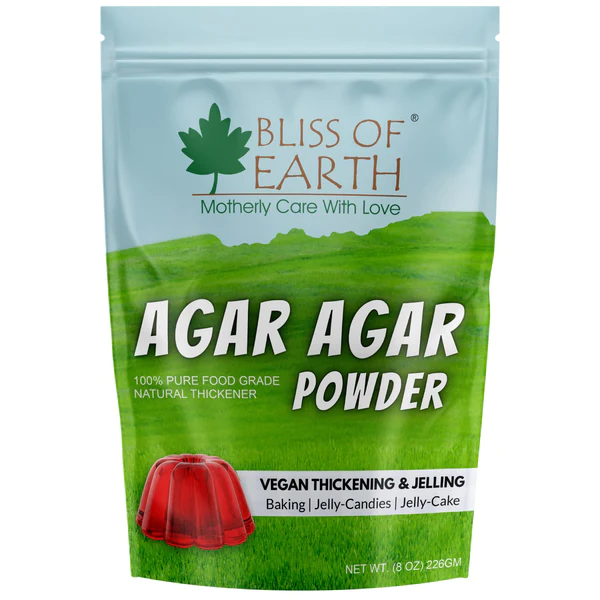 BLISS OF ®
EARTH
Motherly Care With Love
AGAR AGAR
100% PURE FOOD GRADE
NATURAL THICKENER
POWDER
VEGAN THICKENING & JELLING
Baking | Jelly-Candies | Jelly-Cake
NET WT. (8 OZ) 226GM